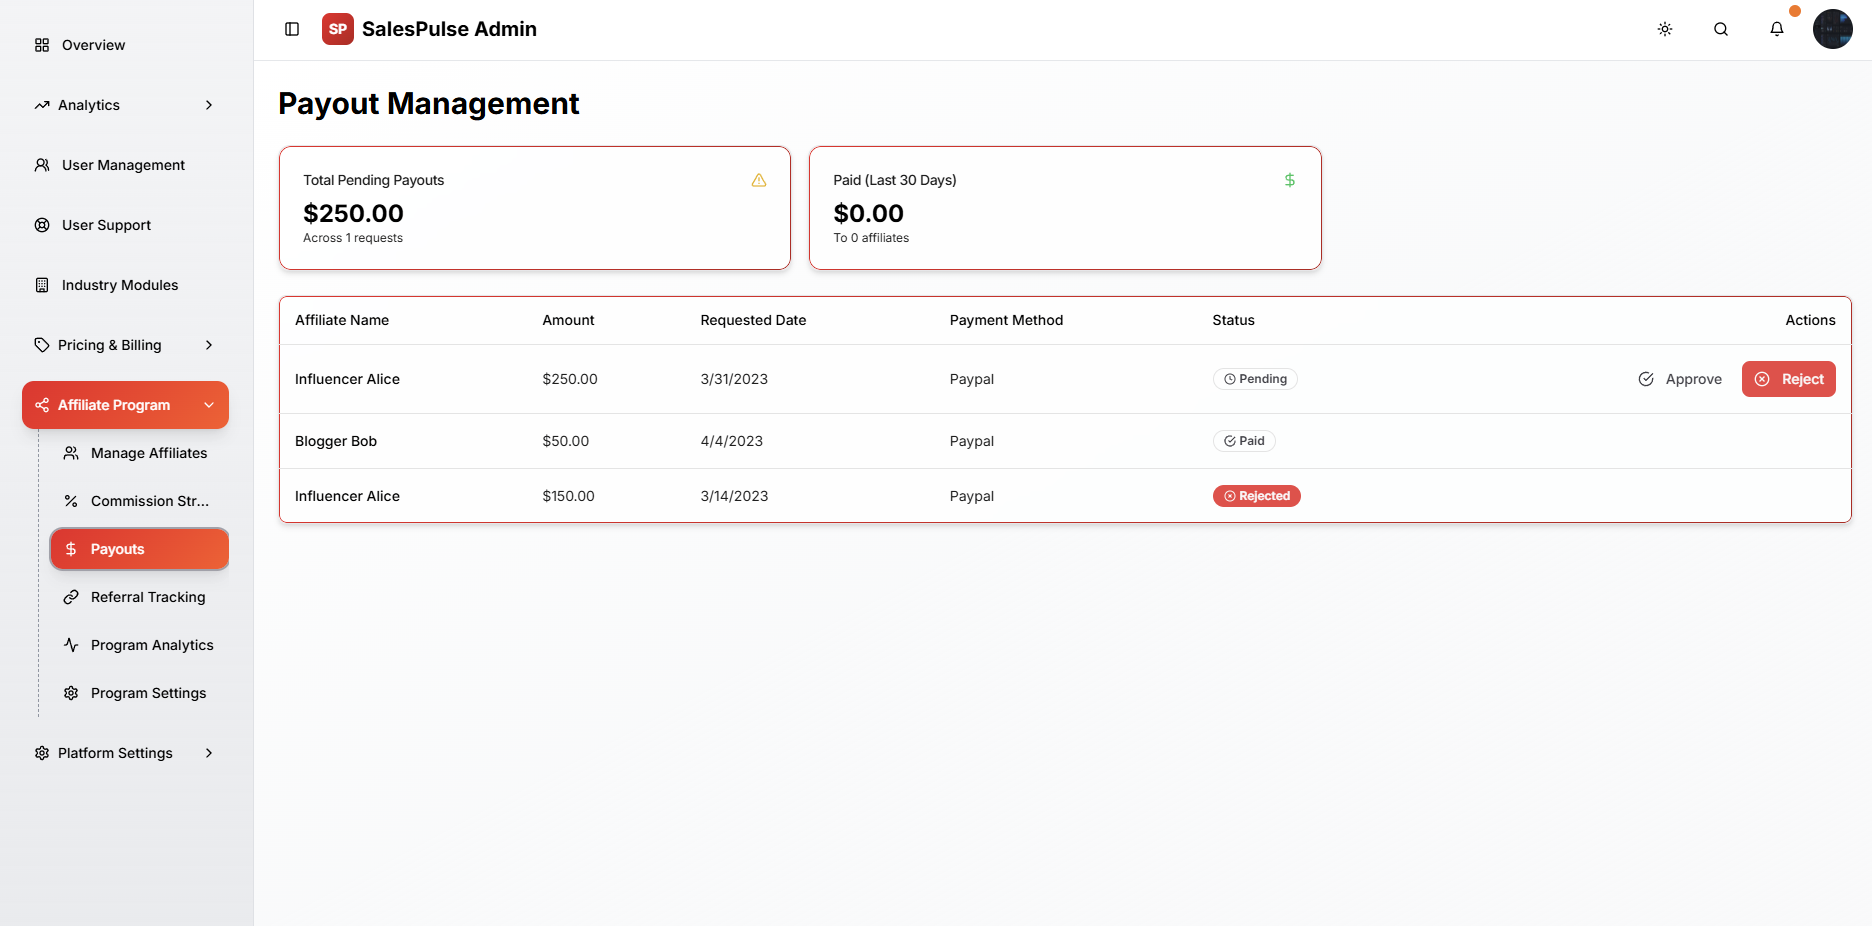 SP SalesPulse Admin
Overview
Analytics
User Management
User Support
Industry Modules
Pricing & Billing
Affiliate Program
Manage Affiliates
Commission Str...
Payouts
Referral Tracking
Program Analytics
Program Settings
Platform Settings
Payout Management
Total Pending Payouts
$250.00
Across 1 requests
Paid (Last 30 Days)
$0.00
To 0 affiliates
Affiliate Name Amount Requested Date Payment Method Status Actions
Influencer Alice $250.00 3/31/2023 Paypal Pending Approve Reject
Blogger Bob $50.00 4/4/2023 Paypal Paid
Influencer Alice $150.00 3/14/2023 Paypal Rejected